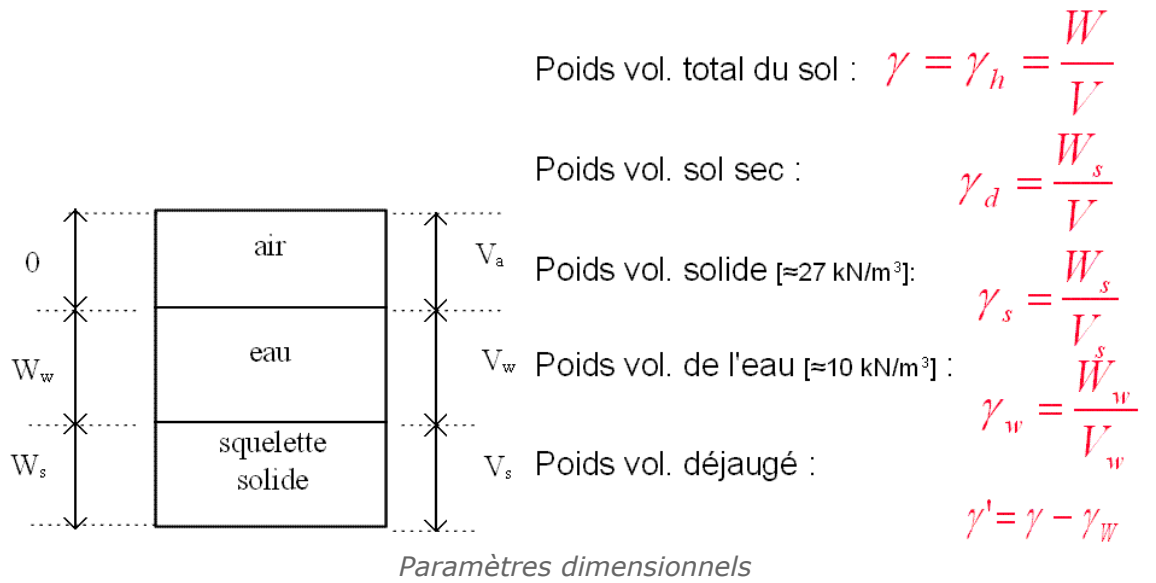 Poids vol. total du sol : γ = γ_h = W/V
Poids vol. sol sec : γ_d = W_s/V
Poids vol. solide [≈27 kN/m³]: γ_s = W_s/V_s
Poids vol. de l'eau [≈10 kN/m³] : γ_w = W_w/V_w
Poids vol. déjaugé : γ' = γ − γ_W
0 air V_a
W_w eau V_w
W_s squelette solide V_s
Paramètres dimensionnels